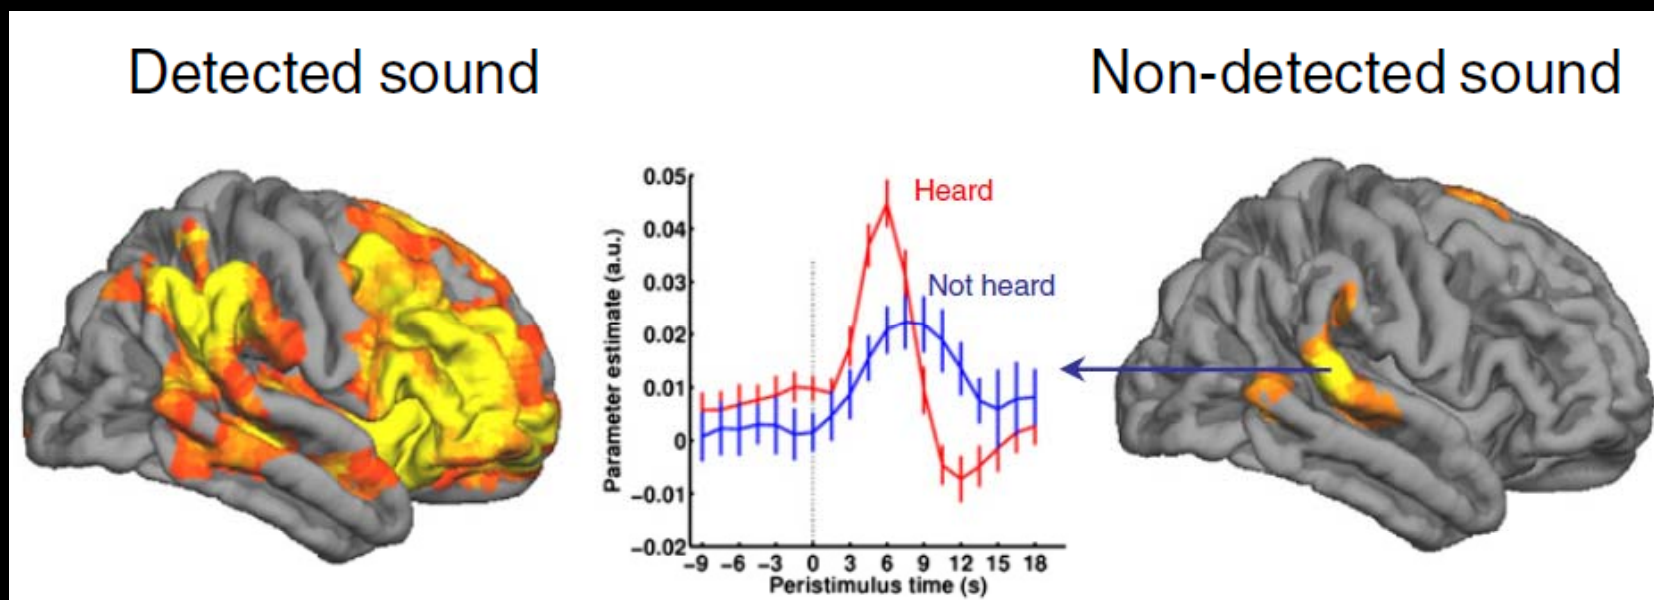 Detected sound
Non-detected sound
Heard
Not heard
Parameter estimate (a.u.)
0.05
0.04
0.03
0.02
0.01
0
−0.01
−0.02
−9 −6 −3 0 3 6 9 12 15 18
Peristimulus time (s)